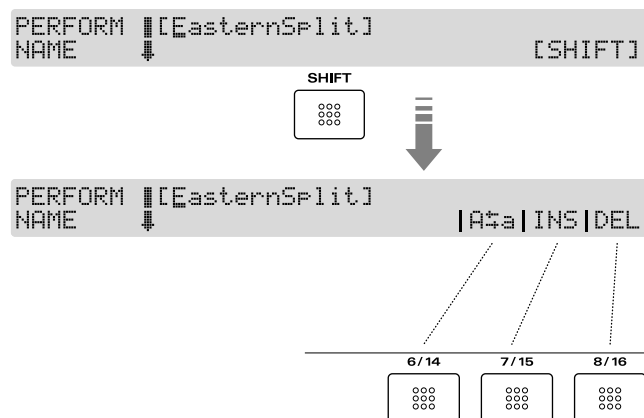 PERFORM [EasternSplit]
NAME [SHIFT]
SHIFT
PERFORM [EasternSplit]
NAME |A⇆a|INS|DEL
6/14 7/15 8/16